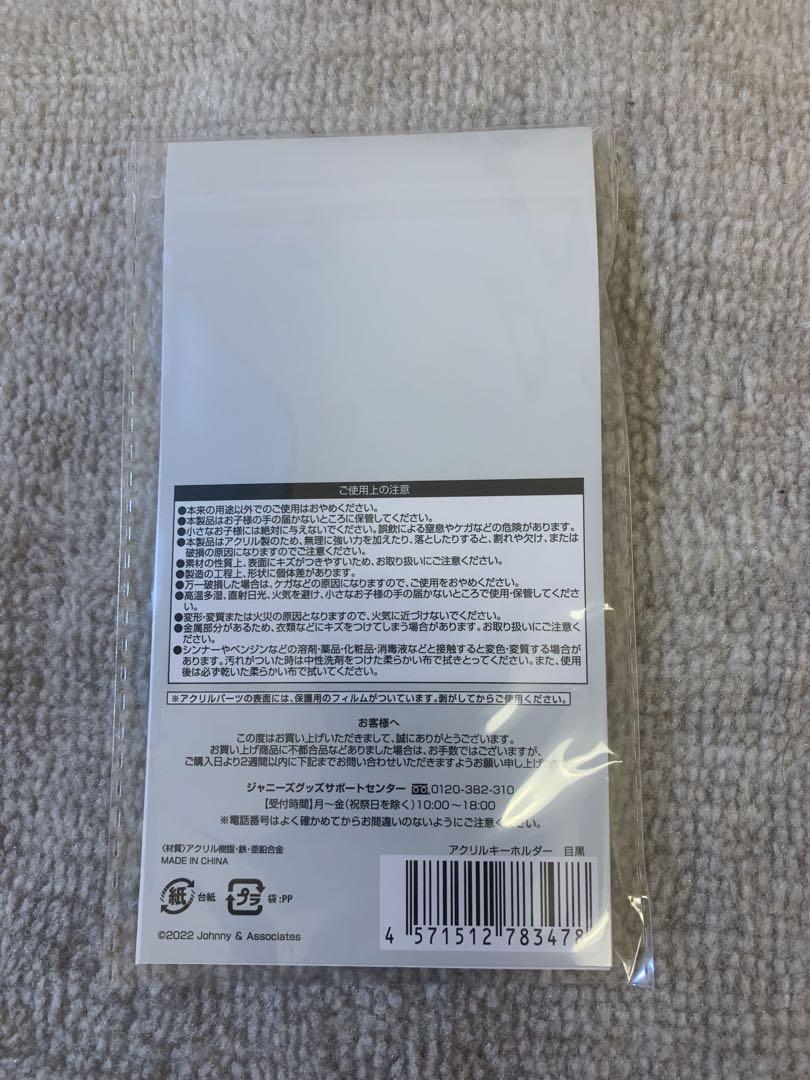 ご使用上の注意
●本来の用途以外でのご使用はおやめください。
●本製品はお子様の手の届かないところに保管してください。
●小さなお子様には絶対に与えないでください。誤飲による窒息やケガなどの危険があります。
●本製品はアクリル製のため、無理に強い力を加えたり、落としたりすると、割れや欠け、または
破損の原因になりますのでご注意ください。
●素材の性質上、表面にキズがつきやすいため、お取り扱いにご注意ください。
●製造の工程上、形状に個体差があります。
●万一破損した場合は、ケガなどの原因になりますので、ご使用をおやめください。
●高温多湿、直射日光、火気を避け、小さなお子様の手の届かないところで使用・保管してくださ
い。
●変形・変質または火災の原因となりますので、火気に近づけないでください。
●金属部分があるため、衣類などにキズをつけてしまう場合があります。お取り扱いにご注意く
ださい。
●シンナーやベンジンなどの溶剤・薬品・化粧品・消毒液などと接触すると変色・変質する場合が
あります。汚れがついた時は中性洗剤をつけた柔らかい布で拭きとってください。また、使用
後は必ず乾いた柔らかい布で拭いてください。
※アクリルパーツの表面には、保護用のフィルムがついています。剥がしてからご使用ください。
お客様へ
この度はお買い上げいただきまして、誠にありがとうございます。
お買い上げ商品に不都合品などありました場合は、お手数ではございますが、
ご購入日より2週間以内に下記までお問い合わせいただきますようお願い申し上げ
ジャニーズグッズサポートセンター 0120-382-310
【受付時間】月～金(祝祭日を除く)10:00～18:00
※電話番号はよく確かめてからお間違いのないようにご注意ください。
〈材質〉アクリル樹脂・鉄・亜鉛合金
MADE IN CHINA
アクリルキーホルダー 目黒
紙 台紙 プラ 袋:PP
4 571512 783478
©2022 Johnny & Associates